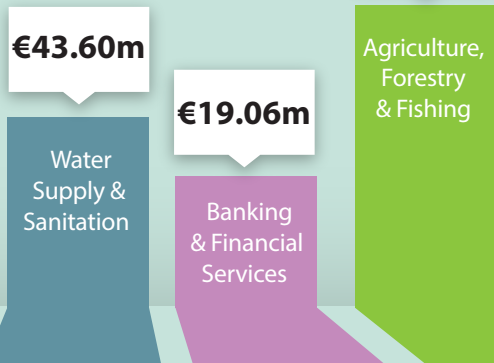 €43.60m
Water
Supply &
Sanitation
€19.06m
Banking
& Financial
Services
Agriculture,
Forestry
& Fishing